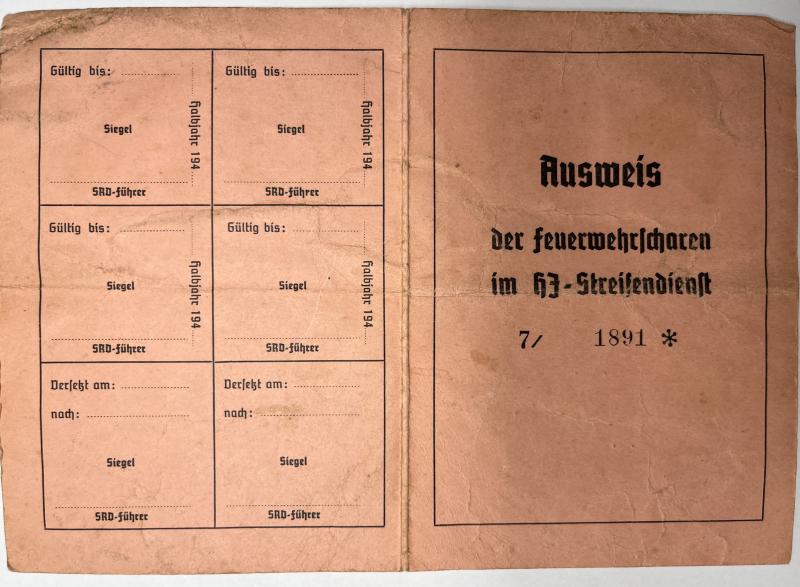 Gültig bis:
Halbjahr 194
Siegel
SRD-Führer
Gültig bis:
Halbjahr 194
Siegel
SRD-Führer
Gültig bis:
Halbjahr 194
Siegel
SRD-Führer
Gültig bis:
Halbjahr 194
Siegel
SRD-Führer
Versetzt am:
nach:
Siegel
SRD-Führer
Versetzt am:
nach:
Siegel
SRD-Führer
Ausweis
der Feuerwehrscharen
im HJ-Streifendienst
7/ 1891 *